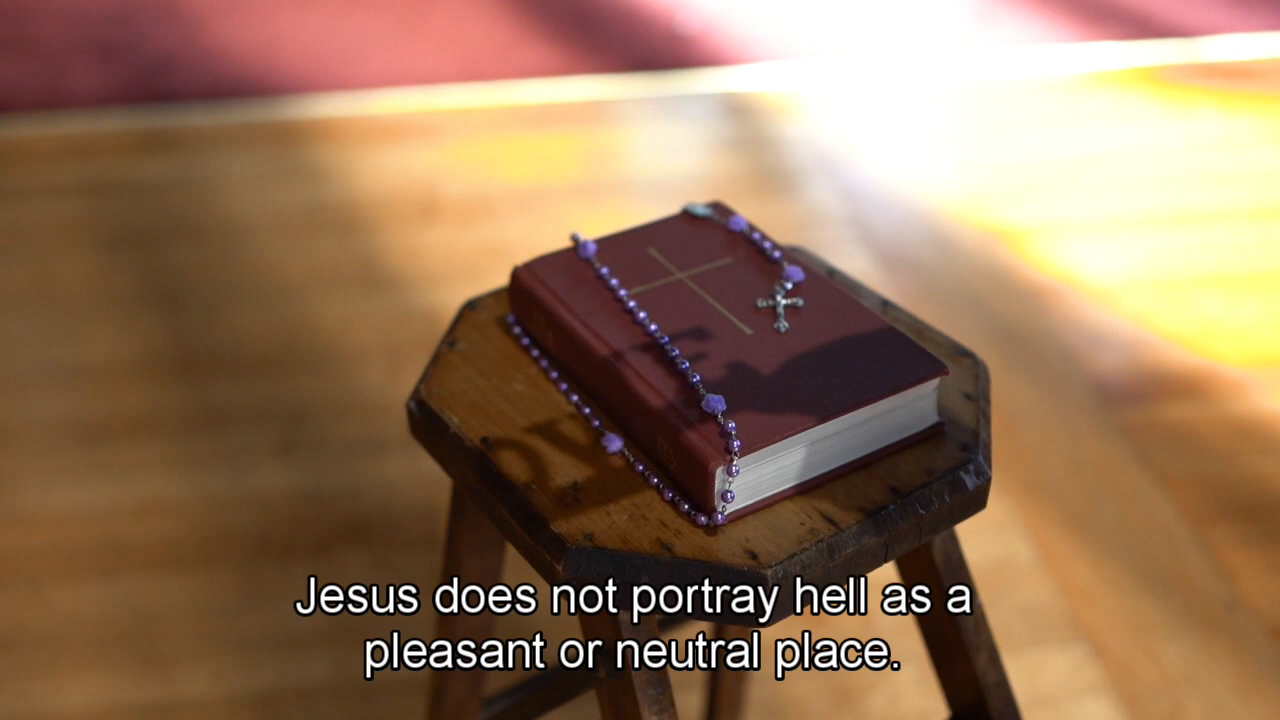 Jesus does not portray hell as a
pleasant or neutral place.